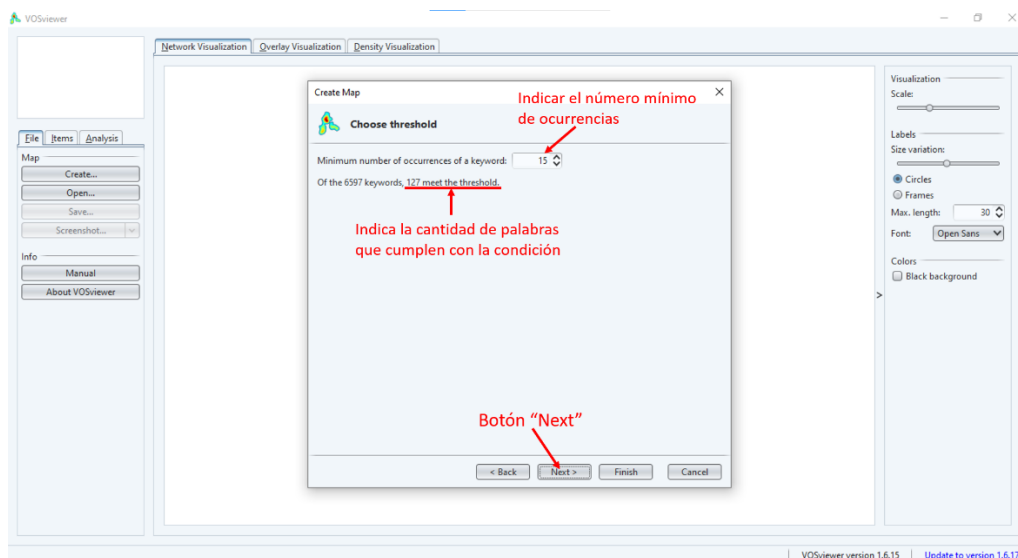 VOSviewer
Network Visualization Overlay Visualization Density Visualization
File Items Analysis
Map
Create...
Open...
Save...
Screenshot...
Info
Manual
About VOSviewer
Create Map
Choose threshold
Indicar el número mínimo
de ocurrencias
Minimum number of occurrences of a keyword: 15
Of the 6597 keywords, 127 meet the threshold.
Indica la cantidad de palabras
que cumplen con la condición
Botón “Next”
< Back Next > Finish Cancel
Visualization
Scale:
Labels
Size variation:
Circles
Frames
Max. length: 30
Font: Open Sans
Colors
Black background
>
VOSviewer version 1.6.15 Update to version 1.6.17